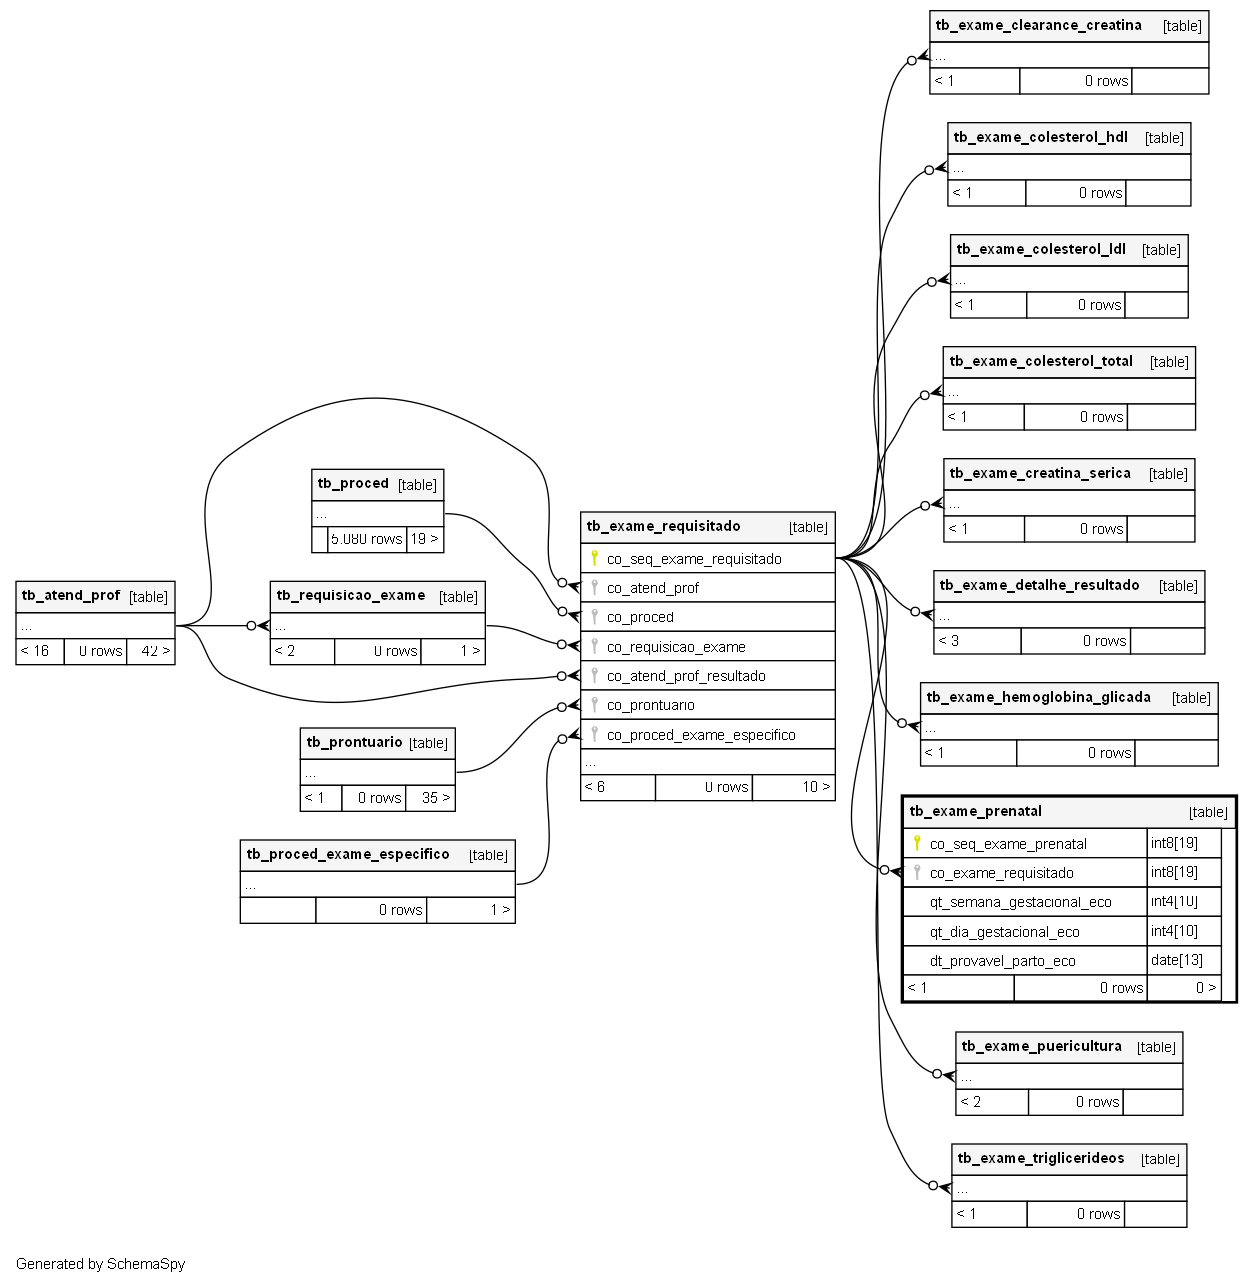 tb_exame_clearance_creatina [table]
...
< 1 0 rows
tb_exame_colesterol_hdl [table]
...
< 1 0 rows
tb_exame_colesterol_ldl [table]
...
< 1 0 rows
tb_exame_colesterol_total [table]
...
< 1 0 rows
tb_exame_creatina_serica [table]
...
< 1 0 rows
tb_exame_detalhe_resultado [table]
...
< 3 0 rows
tb_exame_hemoglobina_glicada [table]
...
< 1 0 rows
tb_exame_prenatal [table]
co_seq_exame_prenatal int8[19]
co_exame_requisitado int8[19]
qt_semana_gestacional_eco int4[10]
qt_dia_gestacional_eco int4[10]
dt_provavel_parto_eco date[13]
< 1 0 rows 0 >
tb_exame_puericultura [table]
...
< 2 0 rows
tb_exame_triglicerideos [table]
...
< 1 0 rows
tb_exame_requisitado [table]
co_seq_exame_requisitado
co_atend_prof
co_proced
co_requisicao_exame
co_atend_prof_resultado
co_prontuario
co_proced_exame_especifico
...
< 6 0 rows 10 >
tb_proced [table]
...
5.080 rows 19 >
tb_atend_prof [table]
...
< 16 0 rows 42 >
tb_requisicao_exame [table]
...
< 2 0 rows 1 >
tb_prontuario [table]
...
< 1 0 rows 35 >
tb_proced_exame_especifico [table]
...
0 rows 1 >
Generated by SchemaSpy